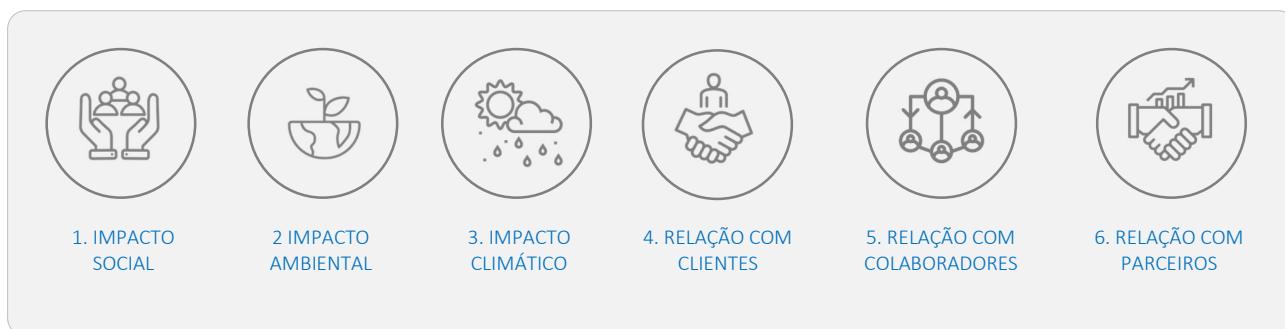 1. IMPACTO
SOCIAL
2 IMPACTO
AMBIENTAL
3. IMPACTO
CLIMÁTICO
4. RELAÇÃO COM
CLIENTES
5. RELAÇÃO COM
COLABORADORES
6. RELAÇÃO COM
PARCEIROS